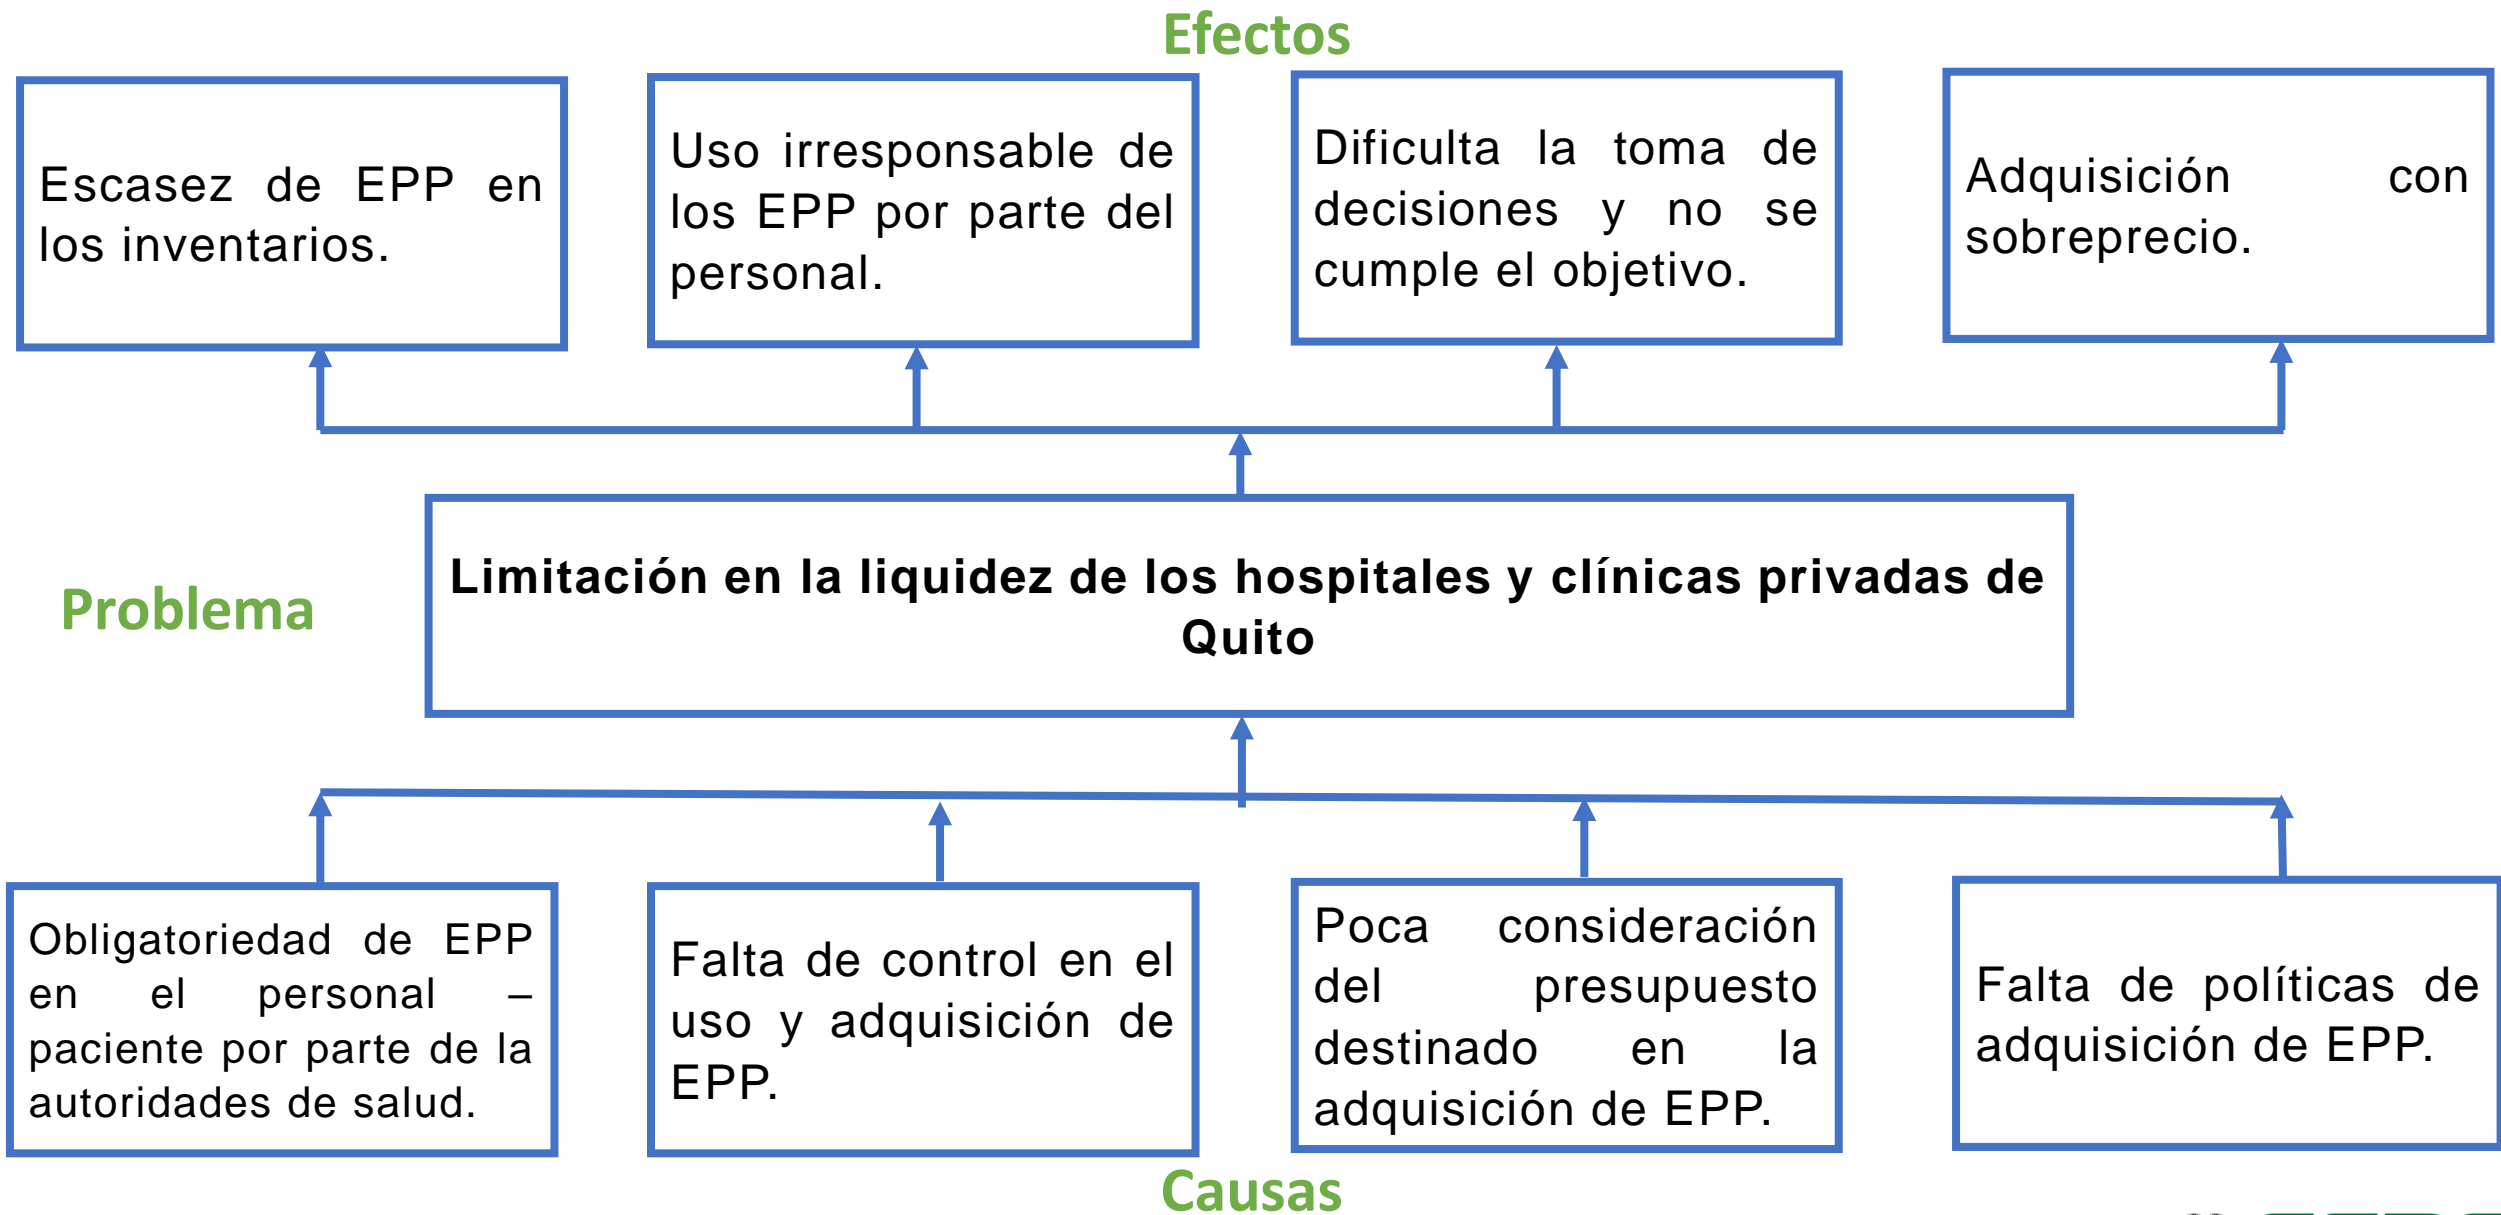 Efectos
Escasez de EPP en
los inventarios.
Uso irresponsable de
los EPP por parte del
personal.
Dificulta la toma de
decisiones y no se
cumple el objetivo.
Adquisición con
sobreprecio.
Problema
Limitación en la liquidez de los hospitales y clínicas privadas de
Quito
Obligatoriedad de EPP
en el personal –
paciente por parte de la
autoridades de salud.
Falta de control en el
uso y adquisición de
EPP.
Poca consideración
del presupuesto
destinado en la
adquisición de EPP.
Falta de políticas de
adquisición de EPP.
Causas